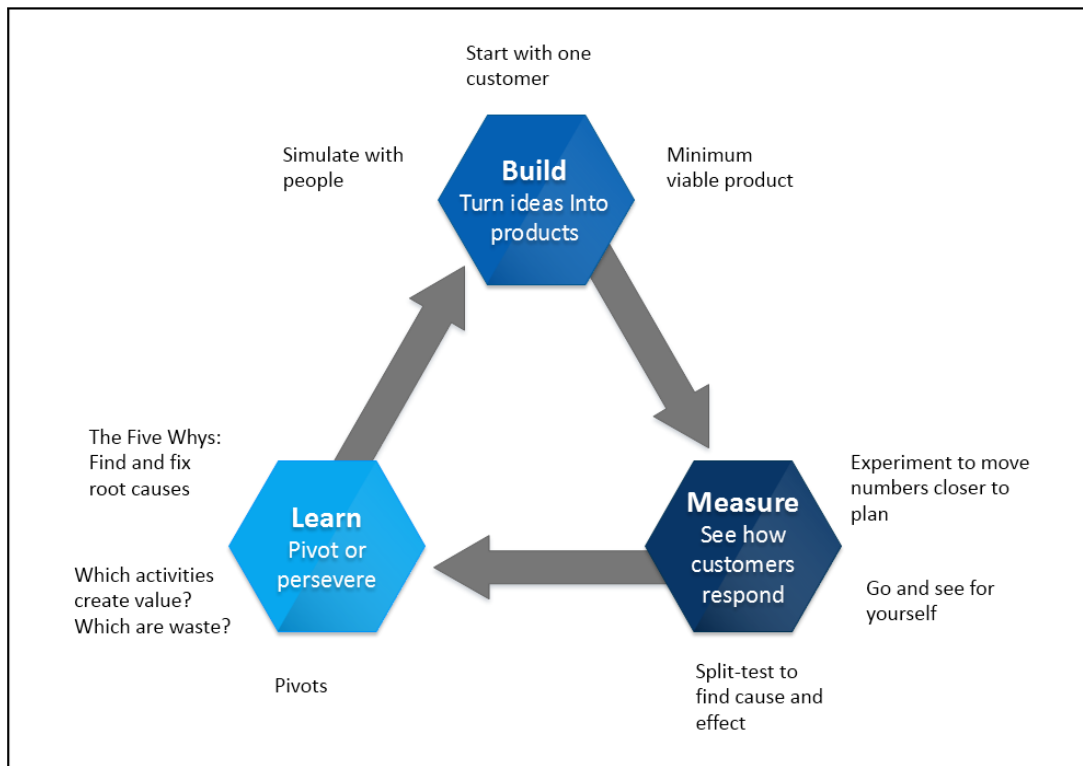 Start with one
customer
Simulate with
people
Build
Turn ideas Into
products
Minimum
viable product
The Five Whys:
Find and fix
root causes
Learn
Pivot or
persevere
Measure
See how
customers
respond
Experiment to move
numbers closer to
plan
Which activities
create value?
Which are waste?
Go and see for
yourself
Pivots
Split-test to
find cause and
effect